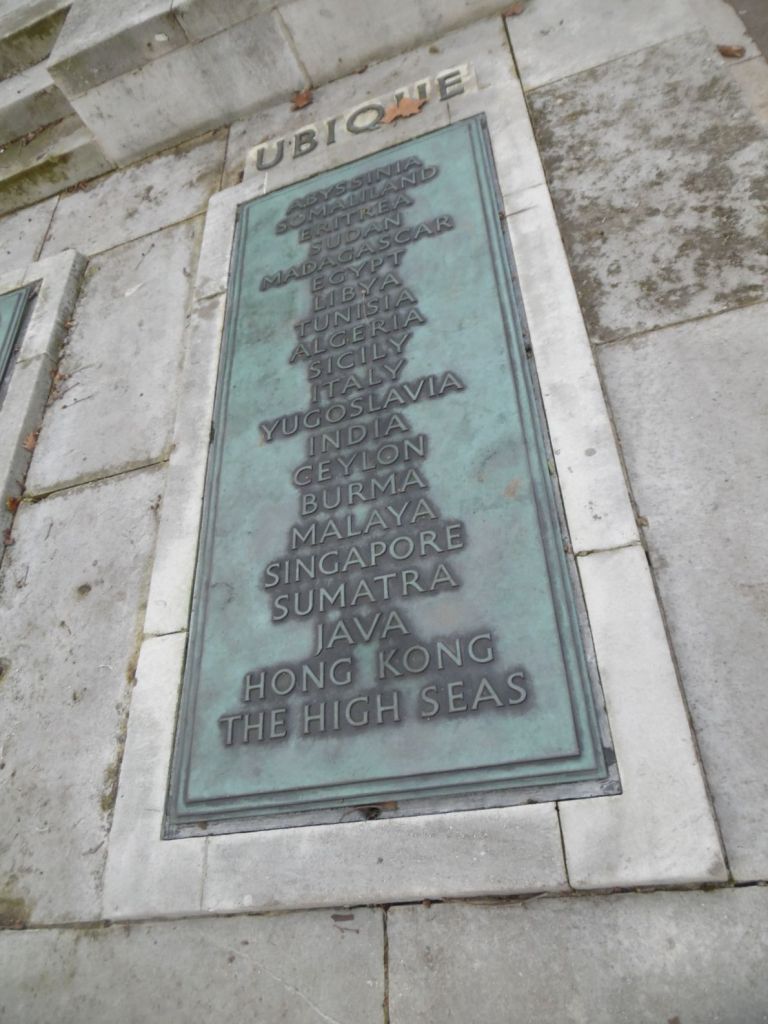 UBIQUE
ABYSSINIA
SOMALILAND
ERITREA
SUDAN
MADAGASCAR
EGYPT
LIBYA
TUNISIA
ALGERIA
SICILY
ITALY
YUGOSLAVIA
INDIA
CEYLON
BURMA
MALAYA
SINGAPORE
SUMATRA
JAVA
HONG KONG
THE HIGH SEAS